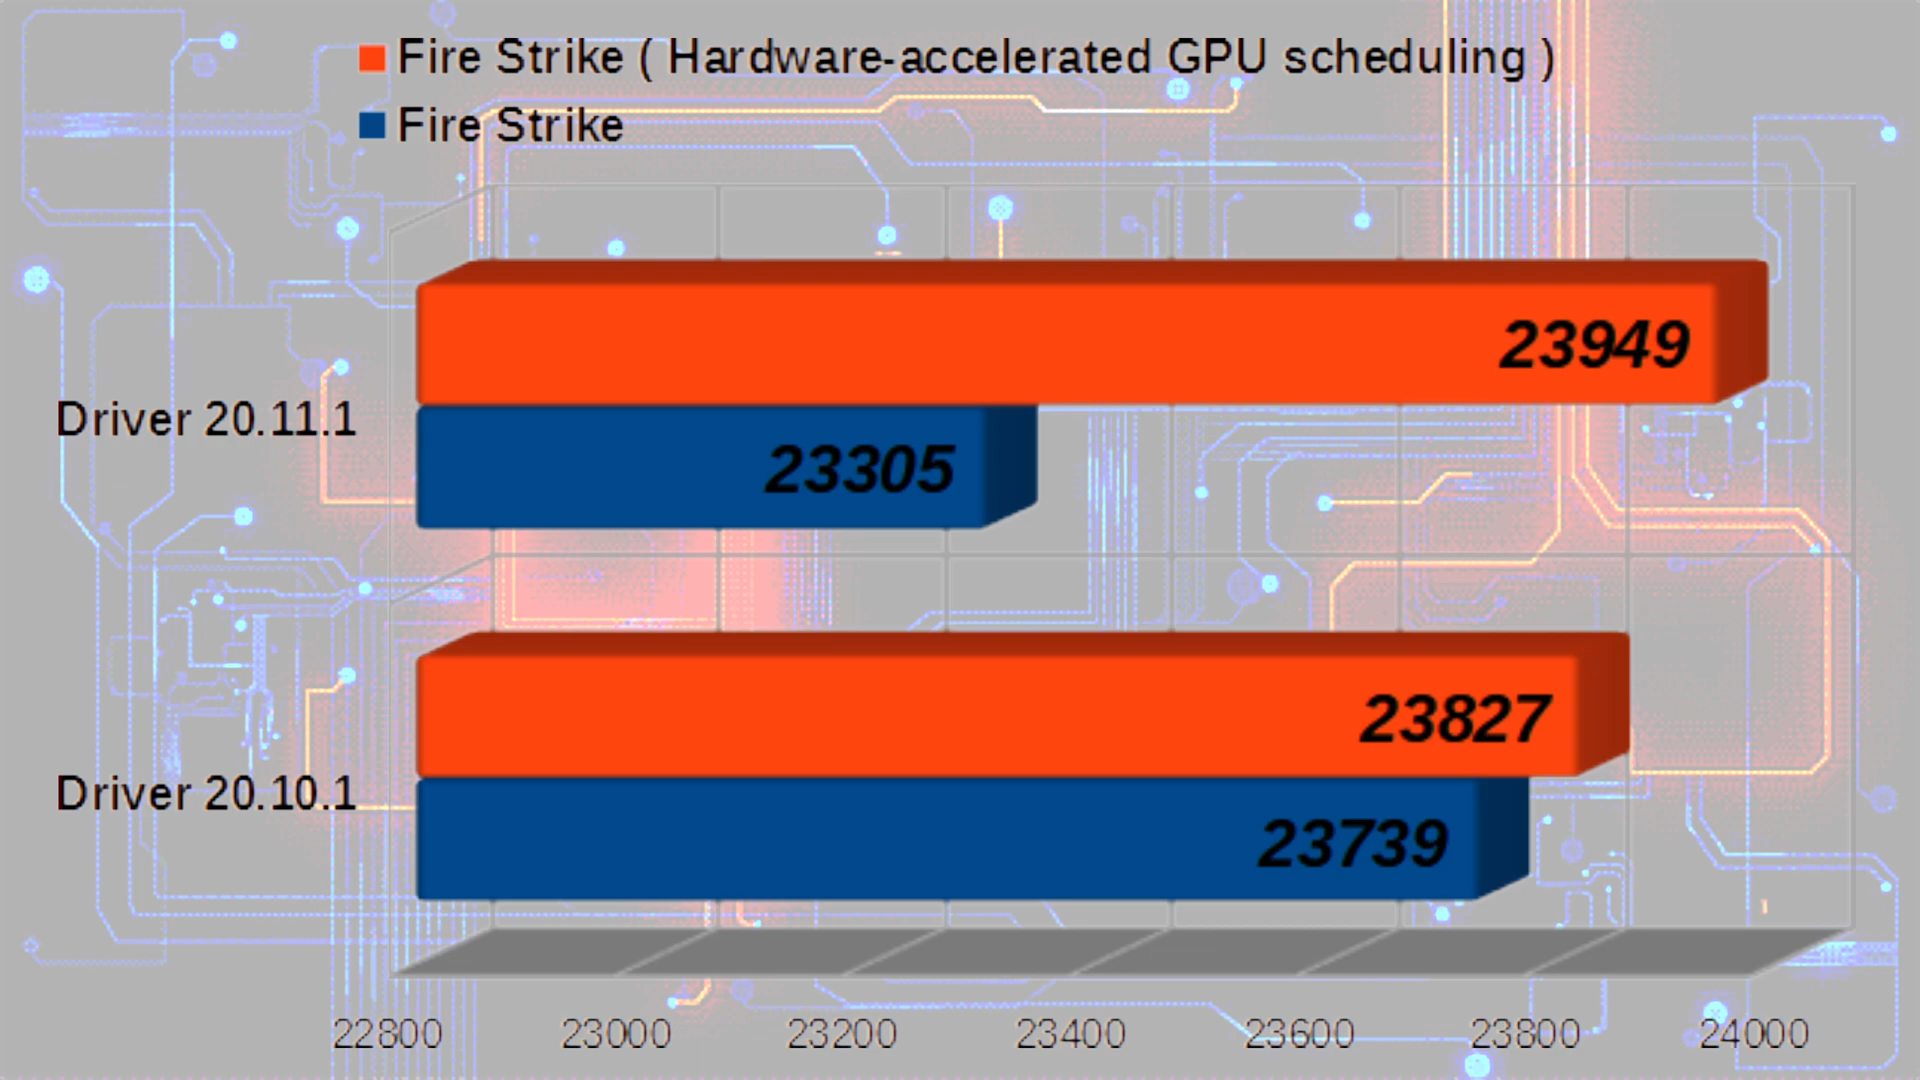 Fire Strike ( Hardware-accelerated GPU scheduling )
Fire Strike
Driver 20.11.1
23949
23305
Driver 20.10.1
23827
23739
22800 23000 23200 23400 23600 23800 24000